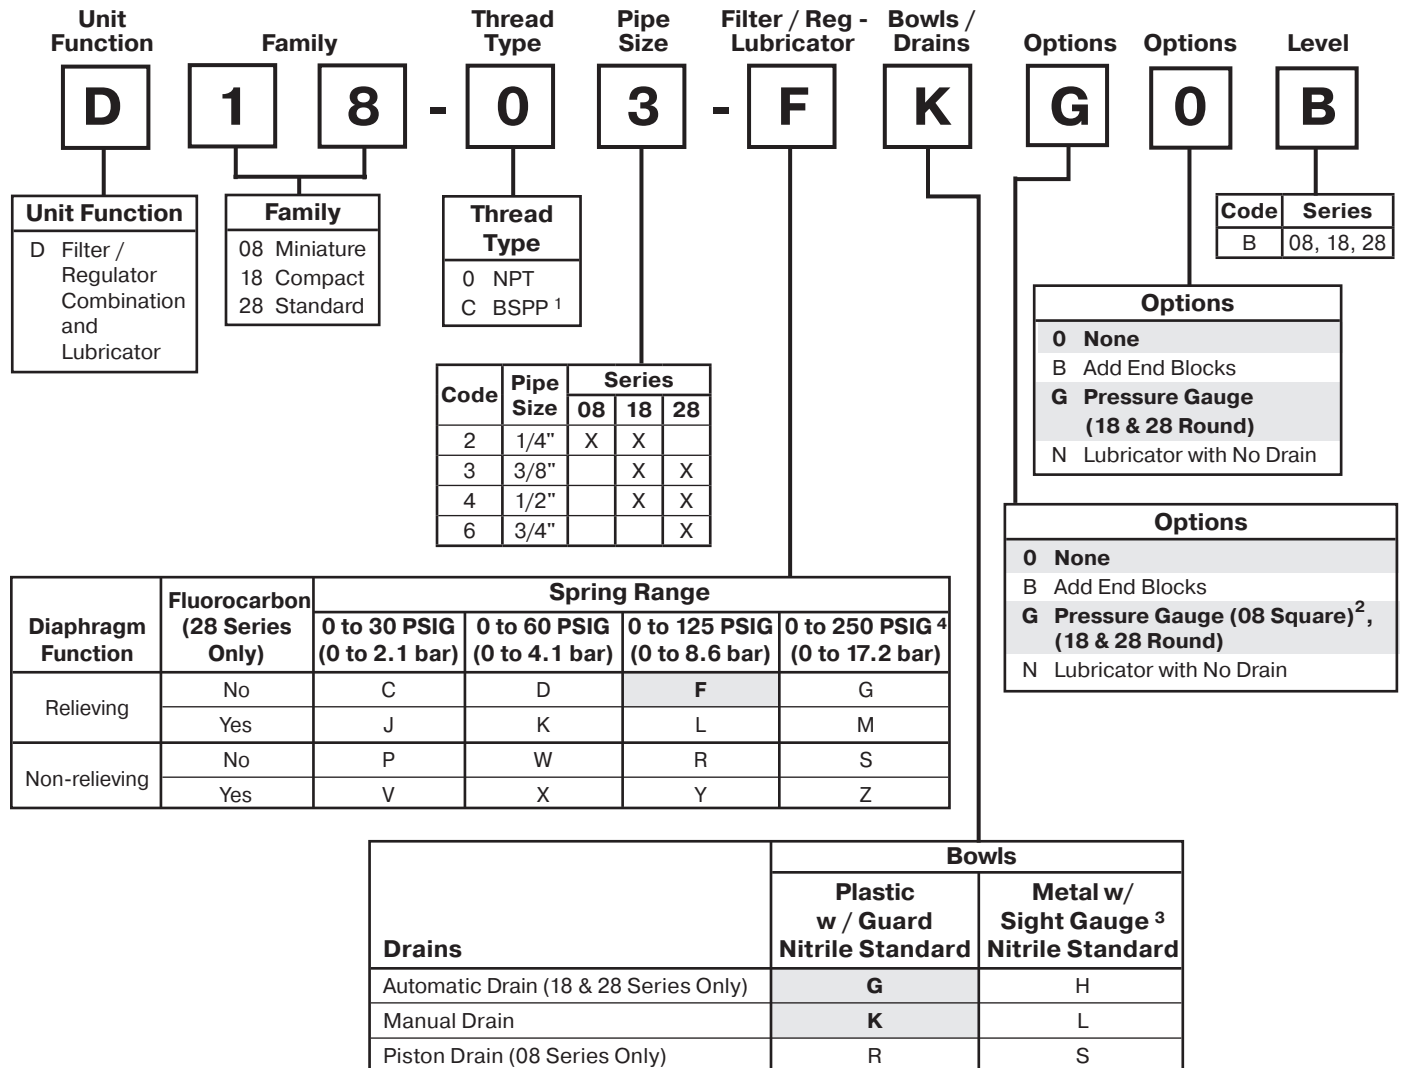 Unit Function
Family
Thread Type
Pipe Size
Filter / Reg - Lubricator
Bowls / Drains
Options
Options
Level
D 1 8 - 0 3 - F K G 0 B
Unit Function
D Filter /
Regulator
Combination
and
Lubricator
Family
08 Miniature
18 Compact
28 Standard
Thread
Type
0 NPT
C BSPP 1
Code Series
B 08, 18, 28
Options
0 None
B Add End Blocks
G Pressure Gauge
(18 & 28 Round)
N Lubricator with No Drain
Code Pipe Size Series
08 18 28
2 1/4" X X
3 3/8" X X
4 1/2" X X
6 3/4" X
Options
0 None
B Add End Blocks
G Pressure Gauge (08 Square)2,
(18 & 28 Round)
N Lubricator with No Drain
Diaphragm Function
Fluorocarbon (28 Series Only)
Spring Range
0 to 30 PSIG (0 to 2.1 bar)
0 to 60 PSIG (0 to 4.1 bar)
0 to 125 PSIG (0 to 8.6 bar)
0 to 250 PSIG 4 (0 to 17.2 bar)
Relieving
No C D F G
Yes J K L M
Non-relieving
No P W R S
Yes V X Y Z
Drains
Bowls
Plastic
w / Guard
Nitrile Standard
Metal w/
Sight Gauge 3
Nitrile Standard
Automatic Drain (18 & 28 Series Only) G H
Manual Drain K L
Piston Drain (08 Series Only) R S